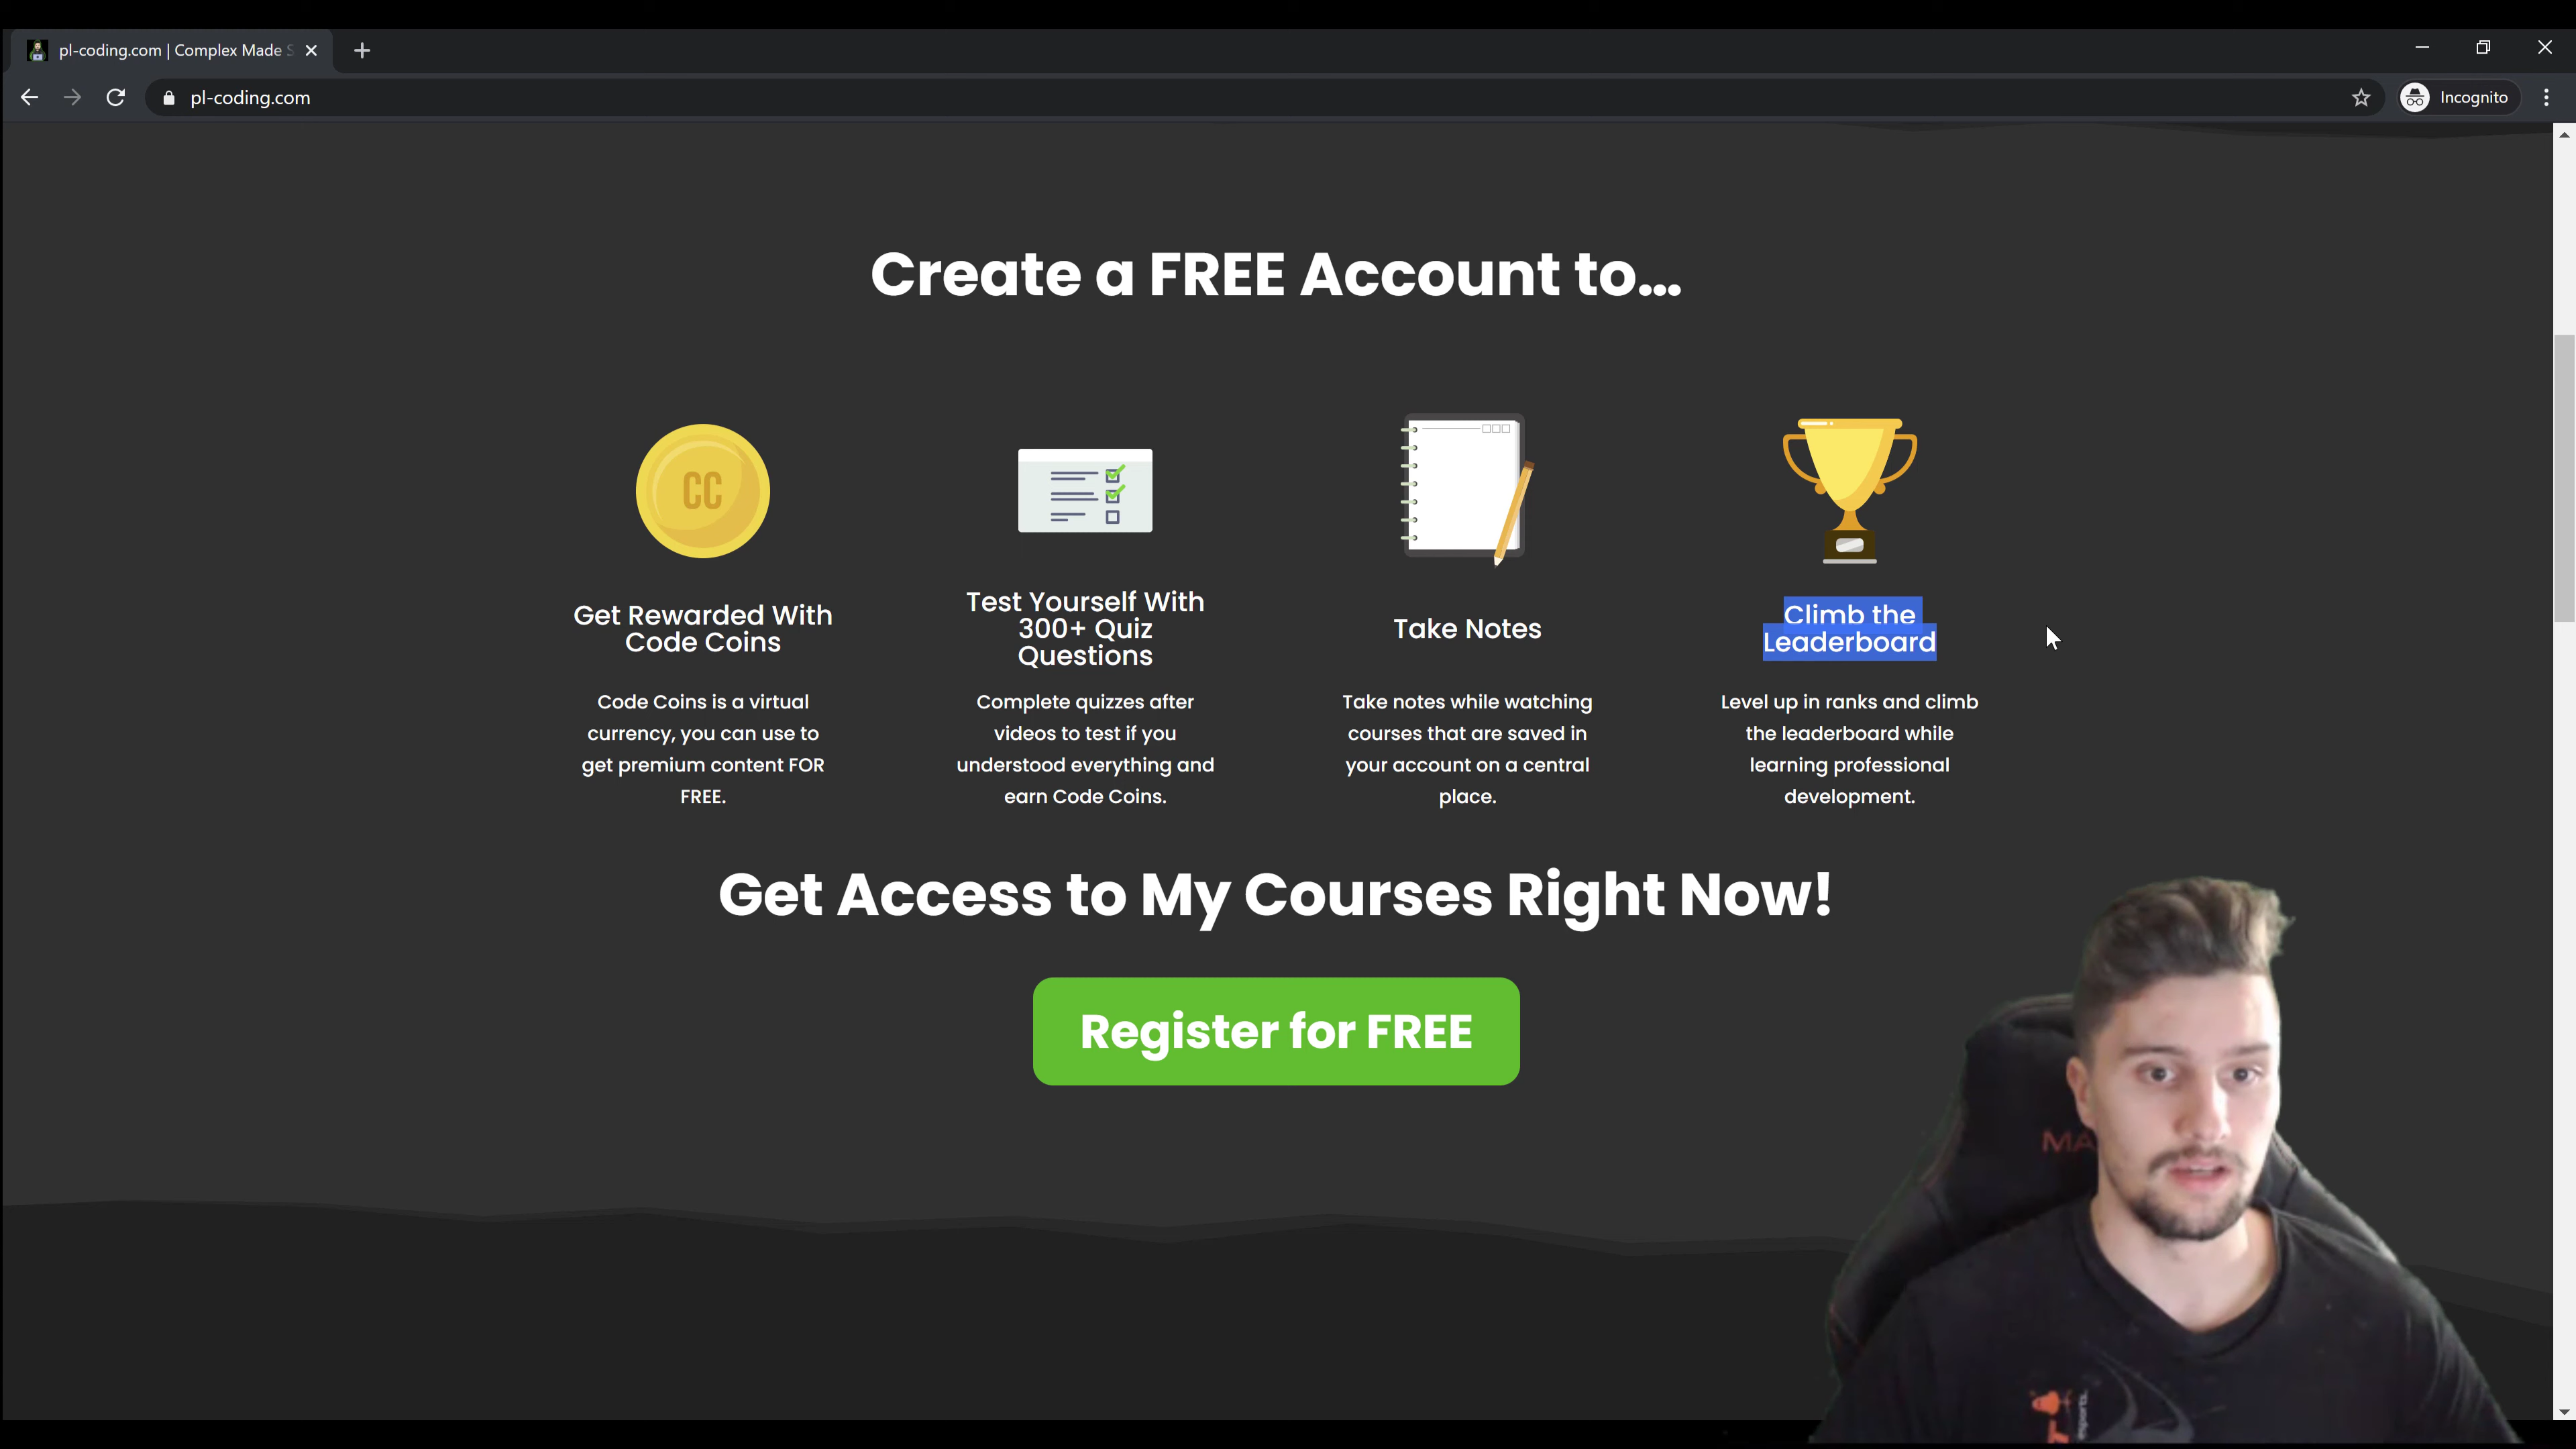 pl-coding.com | Complex Made S
pl-coding.com
Incognito
Create a FREE Account to...
CC
Get Rewarded With
Code Coins
Code Coins is a virtual
currency, you can use to
get premium content FOR
FREE.
Test Yourself With
300+ Quiz
Questions
Complete quizzes after
videos to test if you
understood everything and
earn Code Coins.
Take Notes
Take notes while watching
courses that are saved in
your account on a central
place.
Climb the
Leaderboard
Level up in ranks and climb
the leaderboard while
learning professional
development.
Get Access to My Courses Right Now!
Register for FREE
MA